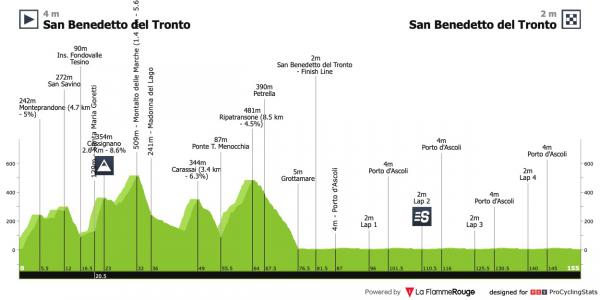 4 m
San Benedetto del Tronto
2 m
San Benedetto del Tronto
242m
Monteprandone (4.7 km
- 5%)
272m
San Savino
90m
Ins. Fondovalle
Tesino
Maria Goretti
354m
Cossignano
2.6 km - 8.6%
509m - Montalto delle Marche (1.4 km - 5.6
241m - Madonna del Lago
344m
Carassai (3.4 km
- 6.3%)
87m
Ponte T. Menocchia
481m
Ripatransone (8.5 km
- 4.5%)
390m
Petrella
5m
Grottamare
2m
San Benedetto del Tronto
- Finish Line
4m - Porto d'Ascoli
2m
Lap 1
4m
Porto d'Ascoli
2m
Lap 2
4m
Porto d'Ascoli
2m
Lap 3
4m
Porto d'Ascoli
2m
Lap 4
4m
Porto d'Ascoli
600 600
400 400
200 200
0 0
0 5.5 12 16.5 23 32 36 49 55.5 64 67 76.5 81.5 87 96 101.5 110.5 116 125.5 130.5 140 145 155
20.5
Powered by La FlammeRouge designed for PCS ProCyclingStats